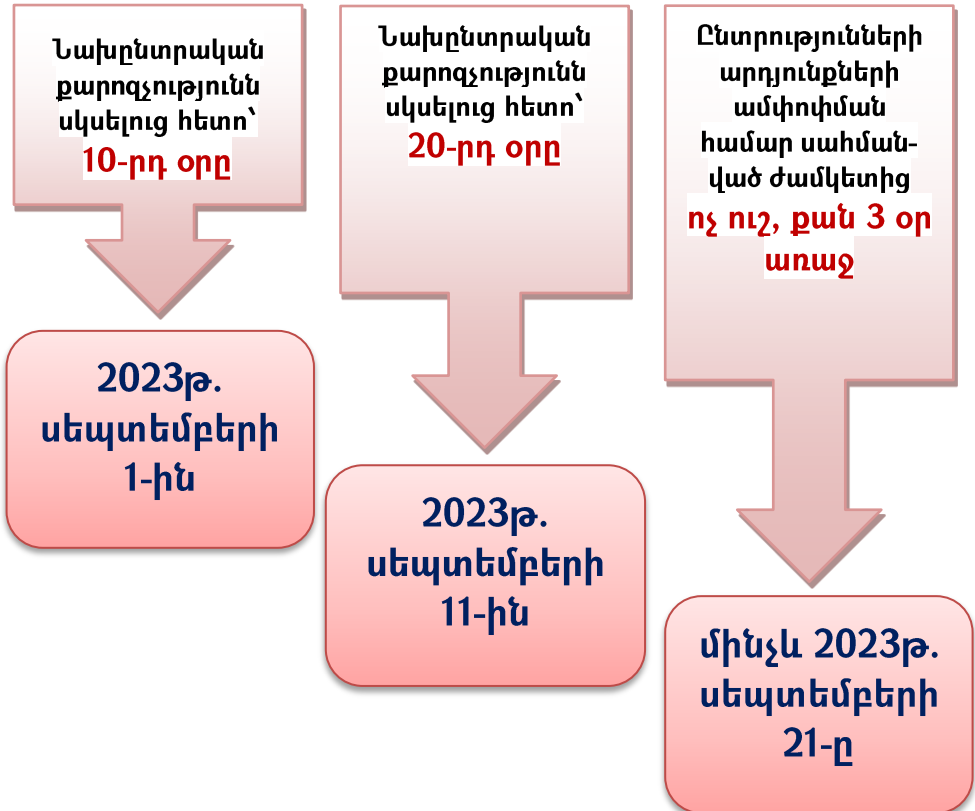 Նախընտրական
քարոզչությունն
սկսելուց հետո՝
10-րդ օրը
2023թ.
սեպտեմբերի
1-ին
Նախընտրական
քարոզչությունն
սկսելուց հետո՝
20-րդ օրը
2023թ.
սեպտեմբերի
11-ին
Ընտրությունների
արդյունքների
ամփոփման
համար սահման-
ված ժամկետից
ոչ ուշ, քան 3 օր
առաջ
մինչև 2023թ.
սեպտեմբերի
21-ը